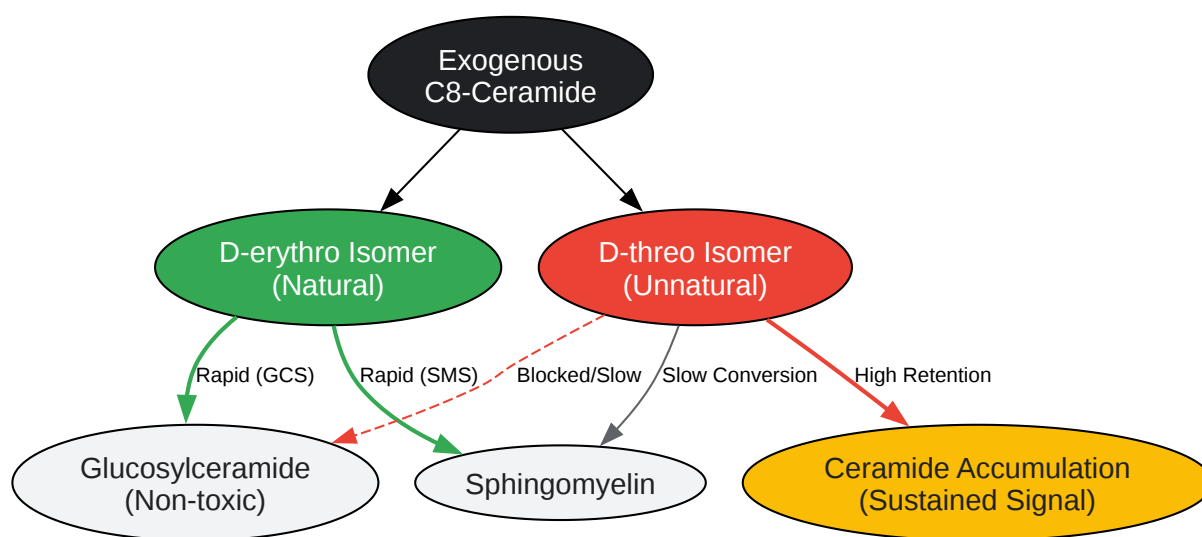 Exogenous
C8-Ceramide
D-erythro Isomer
(Natural)
D-threo Isomer
(Unnatural)
Rapid (GCS)
Rapid (SMS)
Blocked/Slow
Slow Conversion
High Retention
Glucosylceramide
(Non-toxic)
Sphingomyelin
Ceramide Accumulation
(Sustained Signal)